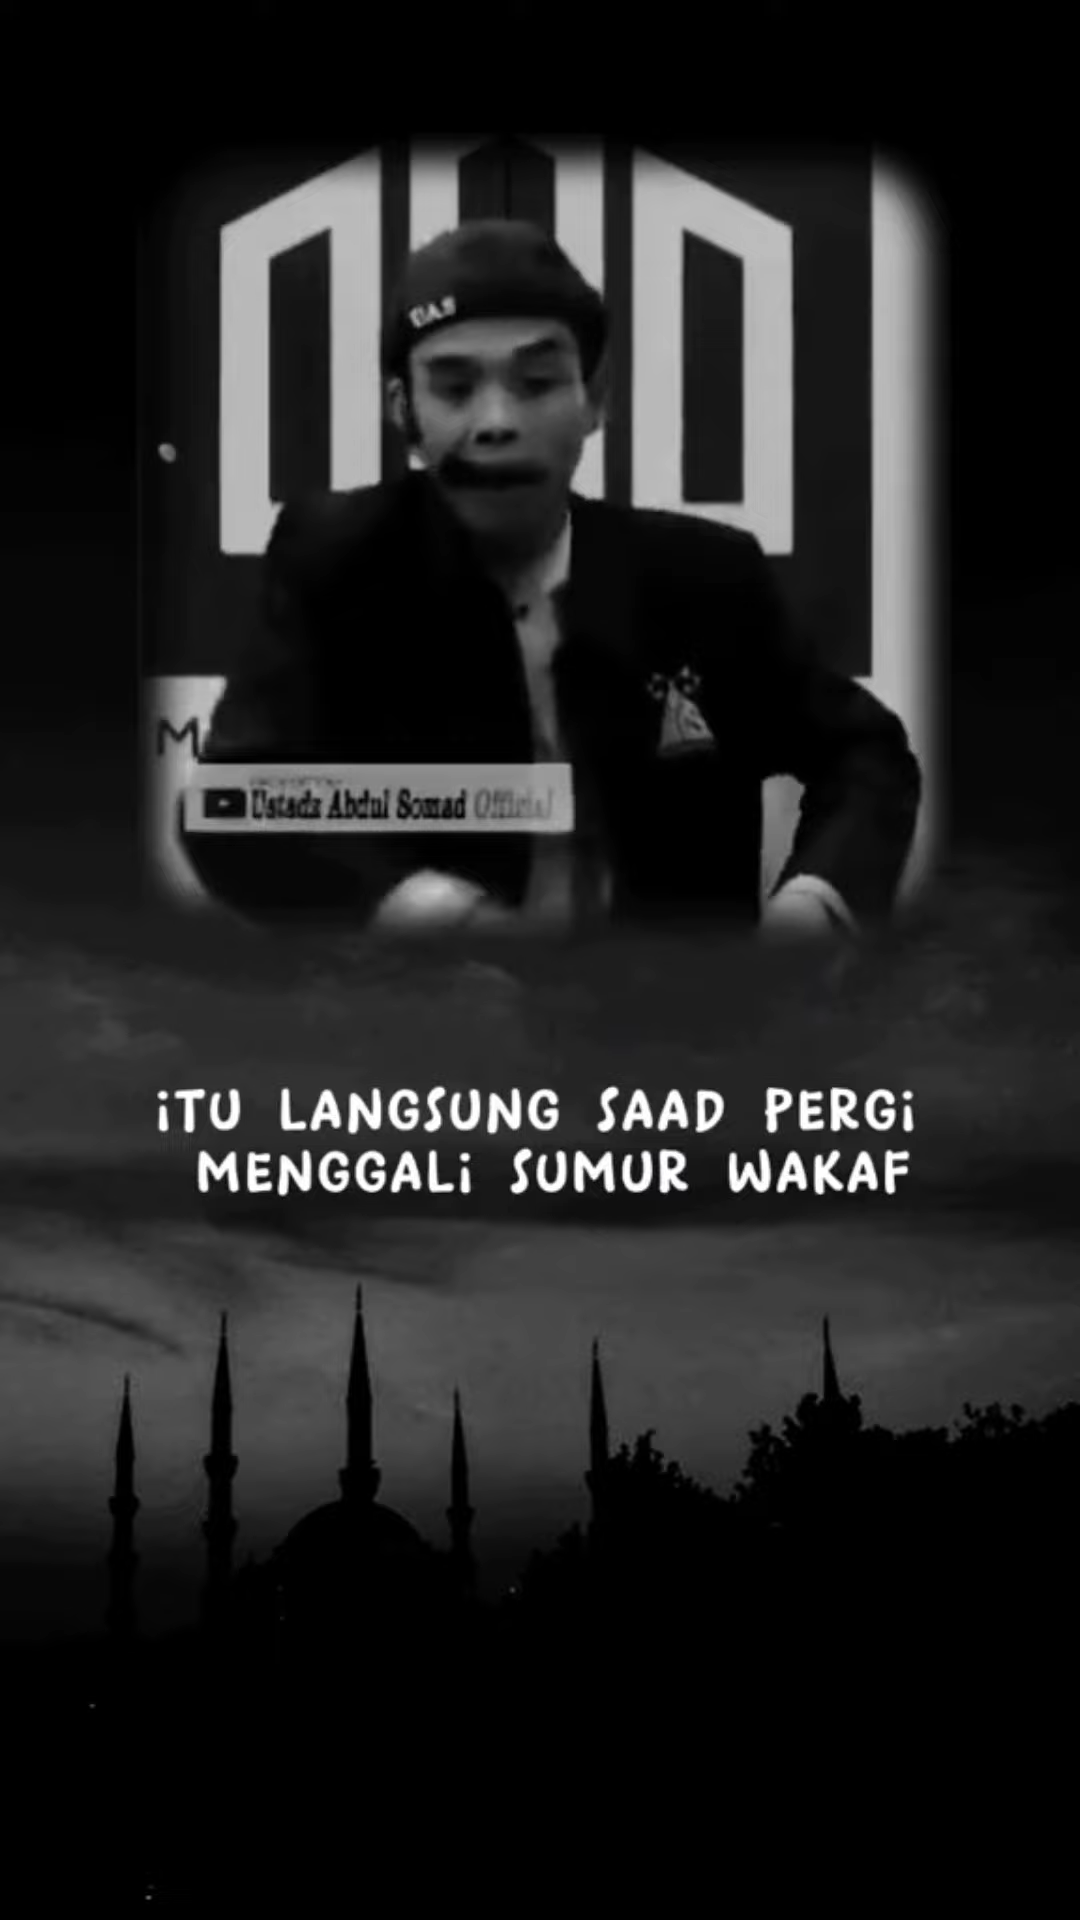 UAS
M
Ustadz Abdul Somad Official
iTU LANGSUNG SAAD PERGi
MENGGALi SUMUR WAKAF